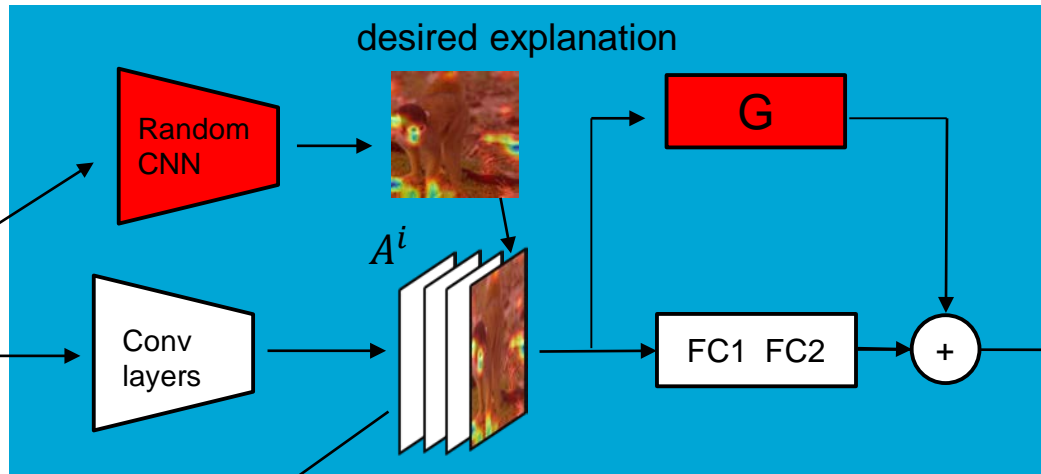 desired explanation
Random
CNN
G
A^i
Conv
layers
FC1 FC2
+